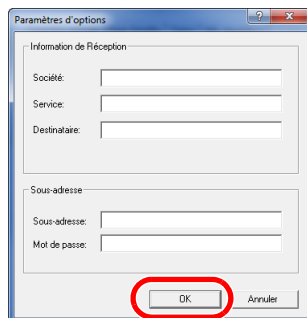 Paramètres d'options
Information de Réception
Société:
Service:
Destinataire:
Sous-adresse
Sous-adresse:
Mot de passe:
OK Annuler